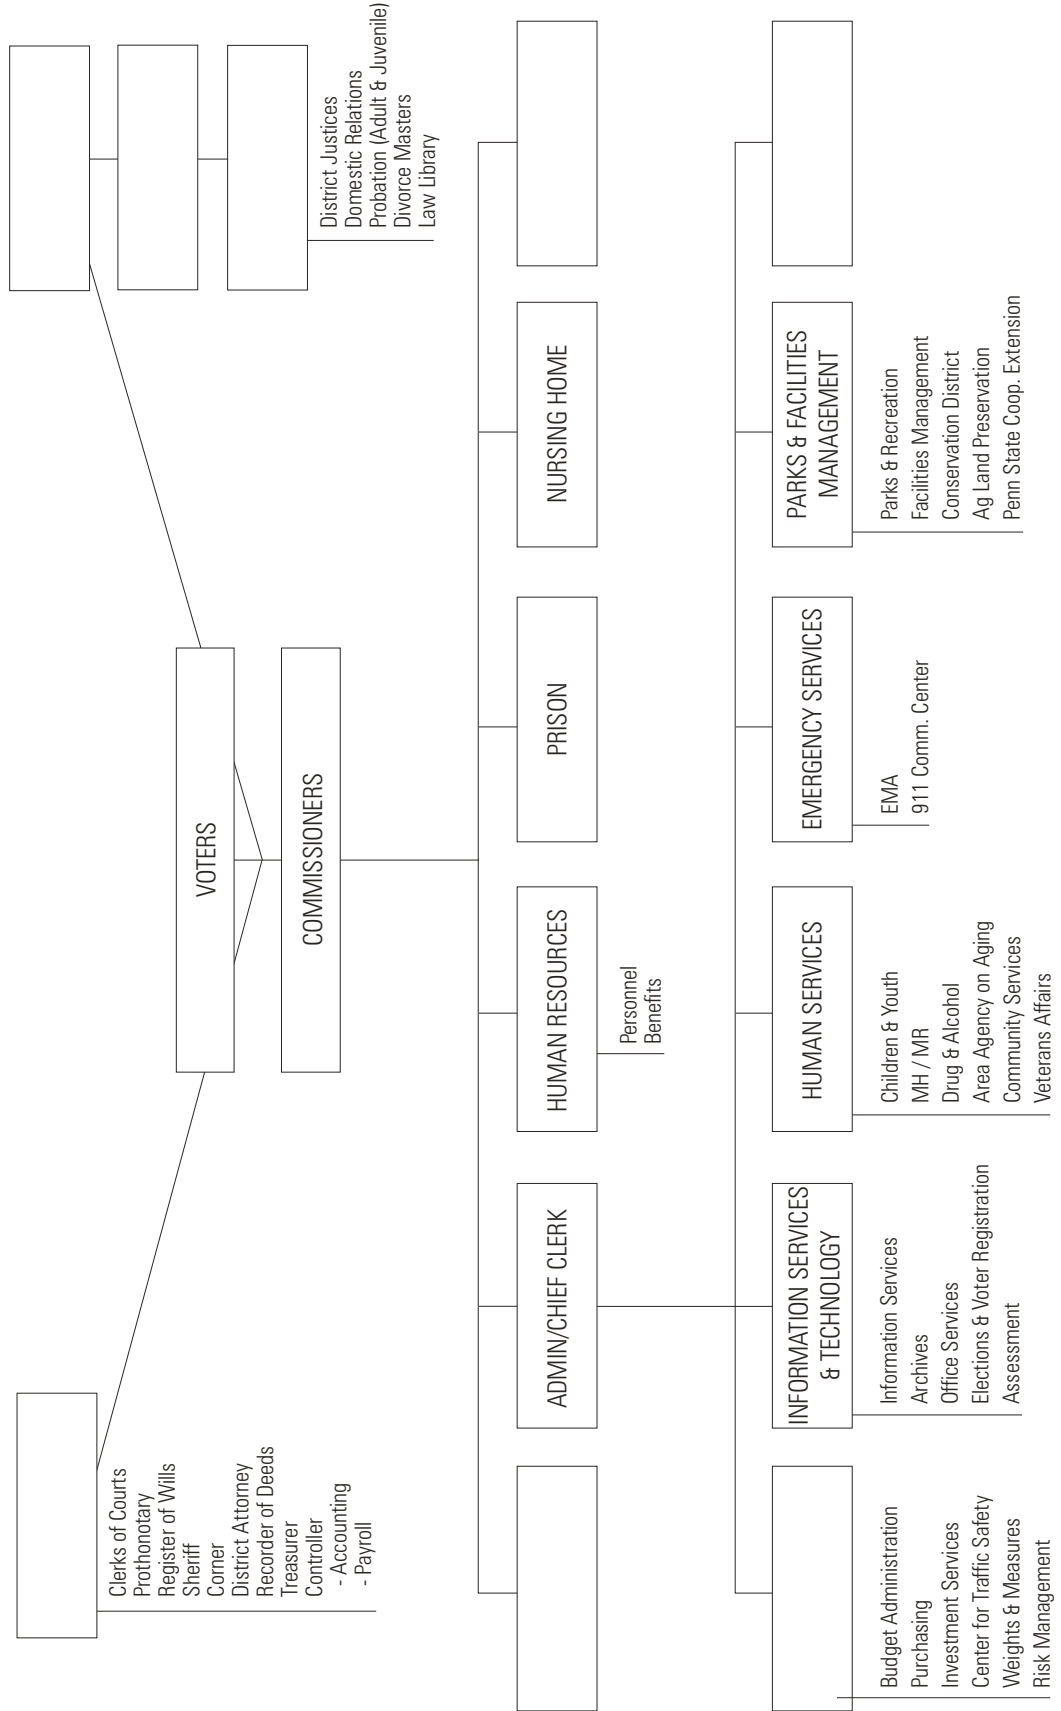 VOTERS
COMMISSIONERS
Clerks of Courts
Prothonotary
Register of Wills
Sheriff
Corner
District Attorney
Recorder of Deeds
Treasurer
Controller
- Accounting
- Payroll
District Justices
Domestic Relations
Probation (Adult & Juvenile)
Divorce Masters
Law Library
ADMIN/CHIEF CLERK
HUMAN RESOURCES
Personnel
Benefits
PRISON
NURSING HOME
Budget Administration
Purchasing
Investment Services
Center for Traffic Safety
Weights & Measures
Risk Management
INFORMATION SERVICES
& TECHNOLOGY
Information Services
Archives
Office Services
Elections & Voter Registration
Assessment
HUMAN SERVICES
Children & Youth
MH / MR
Drug & Alcohol
Area Agency on Aging
Community Services
Veterans Affairs
EMERGENCY SERVICES
EMA
911 Comm. Center
PARKS & FACILITIES
MANAGEMENT
Parks & Recreation
Facilities Management
Conservation District
Ag Land Preservation
Penn State Coop. Extension